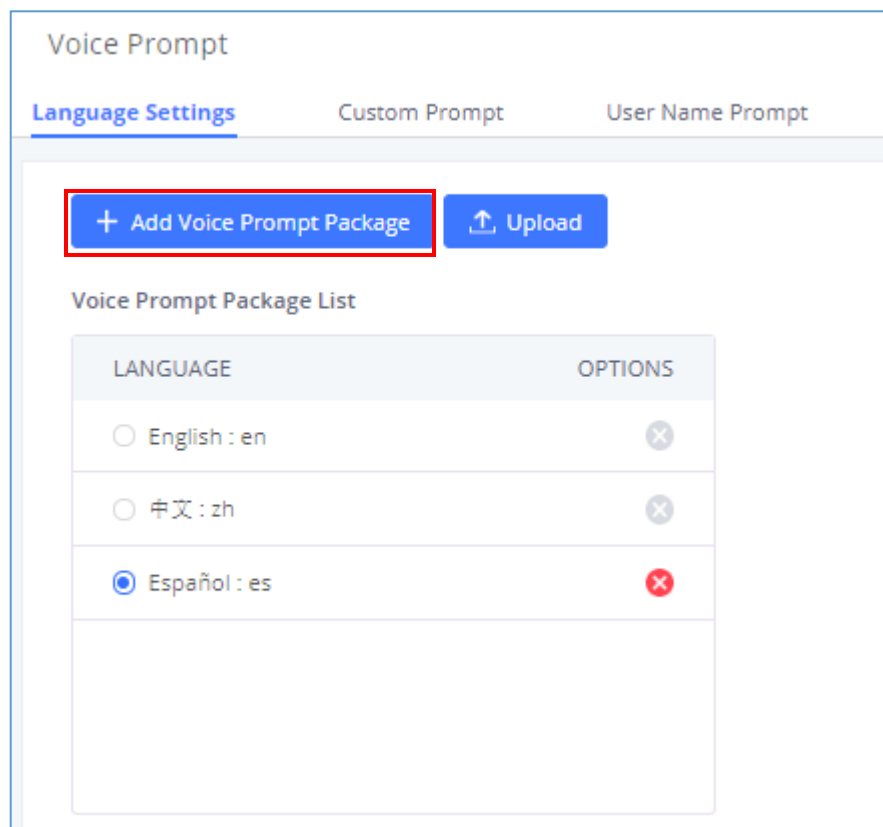 Voice Prompt
Language Settings Custom Prompt User Name Prompt
+ Add Voice Prompt Package Upload
Voice Prompt Package List
LANGUAGE OPTIONS
English : en
中文 : zh
Español : es